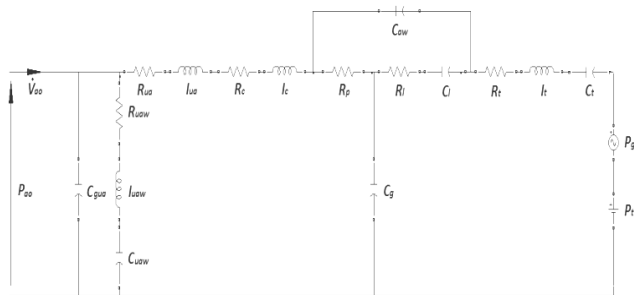 Caw
V̇ao
Rua Iua Rc Ic Rp Rl Cl Rt It Ct
Ruaw
Pg
Pao Cgua Iuaw Cg
Pt
Cuaw